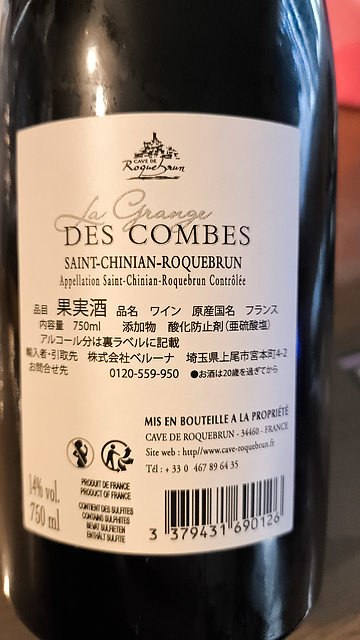 CAVE DE
Roquebrun
La Grange
DES COMBES
SAINT-CHINIAN-ROQUEBRUN
Appellation Saint-Chinian-Roquebrun Contrôlée
品目 果実酒 品名 ワイン 原産国名 フランス
内容量 750ml 添加物 酸化防止剤(亜硫酸塩)
アルコール分は裏ラベルに記載
輸入者・引取先 株式会社ベルーナ 埼玉県上尾市宮本町4-2
お問合せ先 0120-559-950 ●お酒は20歳を過ぎてから
MIS EN BOUTEILLE A LA PROPRIÉTÉ
CAVE DE ROQUEBRUN - 34460 - FRANCE
Site web : http//www.cave-roquebrun.fr
Tél : + 33 0 467 89 64 35
14% vol.
750 ml
PRODUIT DE FRANCE
PRODUCT OF FRANCE
CONTIENT DES SULFITES
CONTAINS SULPHITES
BEVAT SULFIETEN
ENTHÄLT SULFITE
3 379431 690126